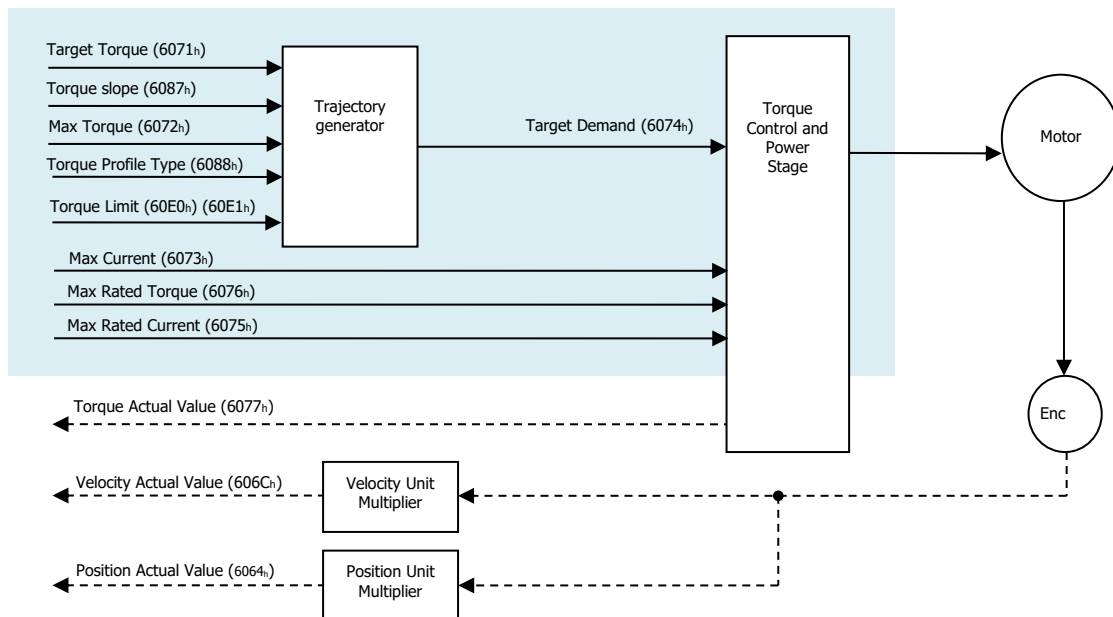 Target Torque (6071h)
Torque slope (6087h)
Max Torque (6072h)
Torque Profile Type (6088h)
Torque Limit (60E0h) (60E1h)
Trajectory
generator
Target Demand (6074h)
Torque
Control and
Power
Stage
Motor
Max Current (6073h)
Max Rated Torque (6076h)
Max Rated Current (6075h)
Torque Actual Value (6077h)
Enc
Velocity Actual Value (606Ch)
Velocity Unit
Multiplier
Position Actual Value (6064h)
Position Unit
Multiplier